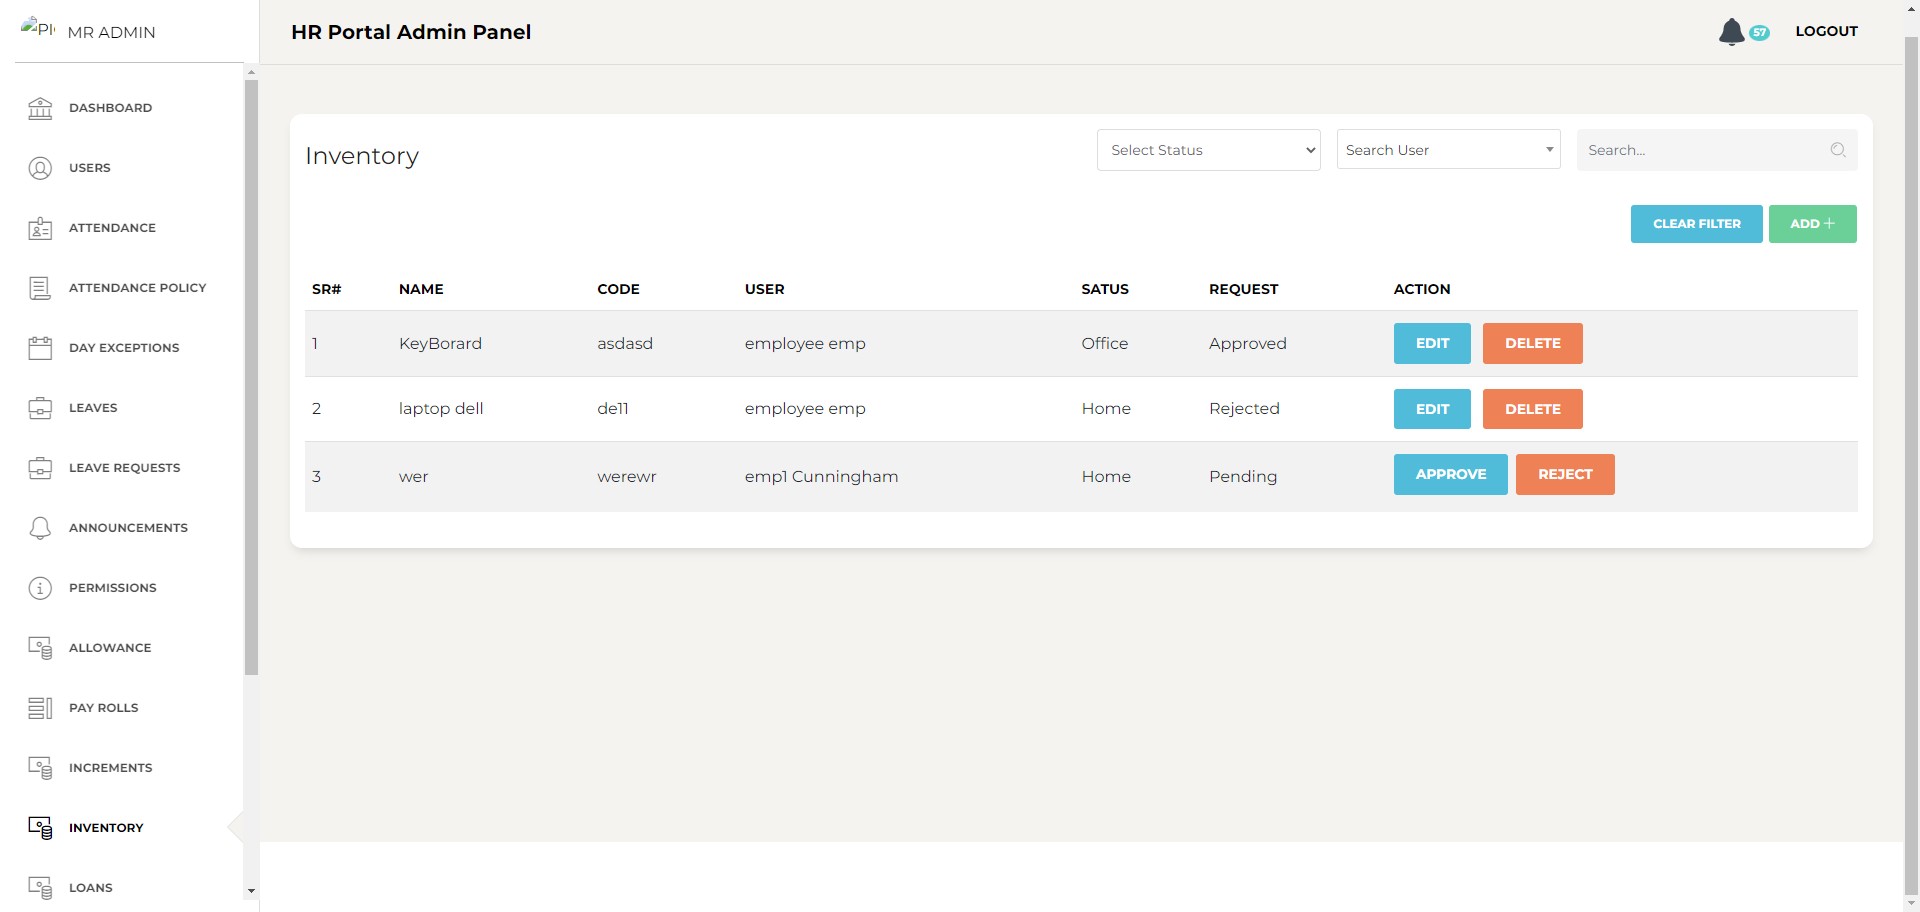 MR ADMIN
HR Portal Admin Panel
57
LOGOUT
DASHBOARD
USERS
ATTENDANCE
ATTENDANCE POLICY
DAY EXCEPTIONS
LEAVES
LEAVE REQUESTS
ANNOUNCEMENTS
PERMISSIONS
ALLOWANCE
PAY ROLLS
INCREMENTS
INVENTORY
LOANS
Inventory
Select Status
Search User
Search...
CLEAR FILTER
ADD +
SR# NAME CODE USER SATUS REQUEST ACTION
1 KeyBorard asdasd employee emp Office Approved EDIT DELETE
2 laptop dell de11 employee emp Home Rejected EDIT DELETE
3 wer werewr emp1 Cunningham Home Pending APPROVE REJECT